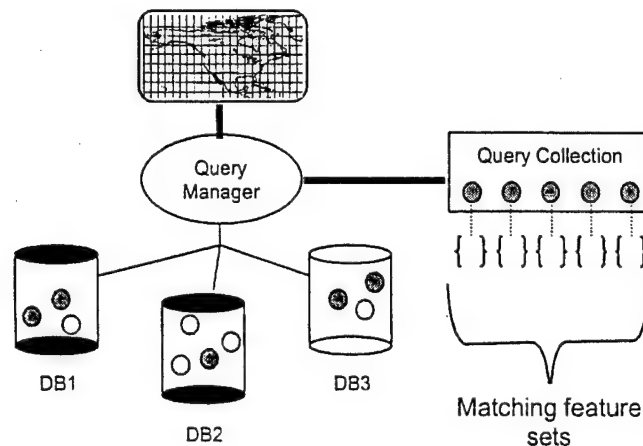 Query
Manager
Query Collection
{ } { } { } { } { }
DB1
DB2
DB3
Matching feature
sets